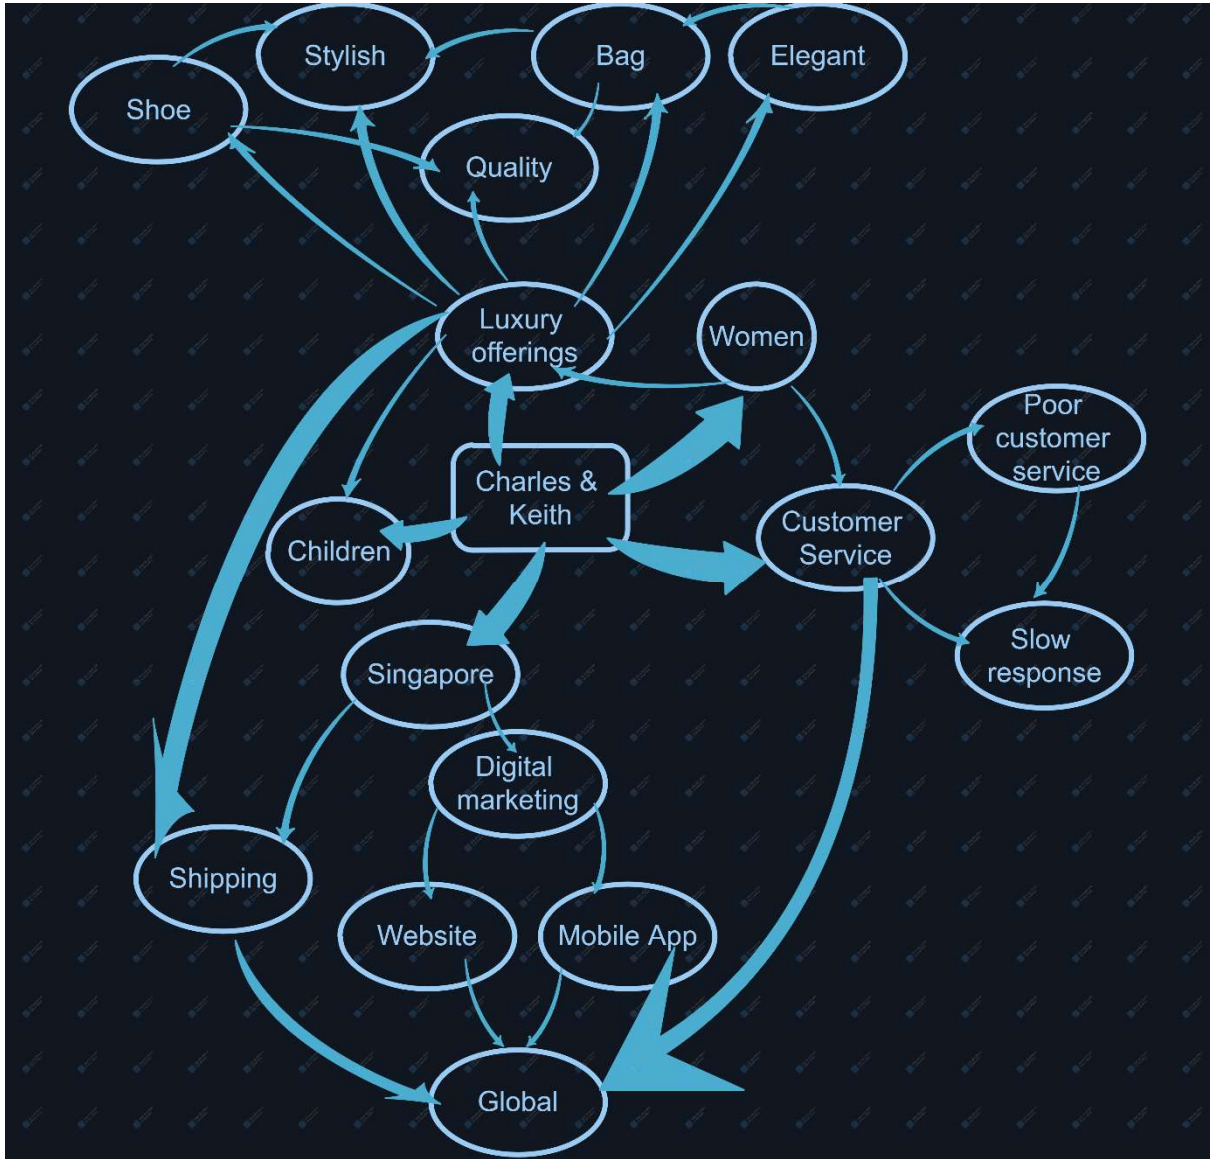 Stylish
Bag
Elegant
Shoe
Quality
Luxury
offerings
Women
Poor
customer
service
Charles &
Keith
Customer
Service
Children
Slow
response
Singapore
Digital
marketing
Shipping
Website
Mobile App
Global